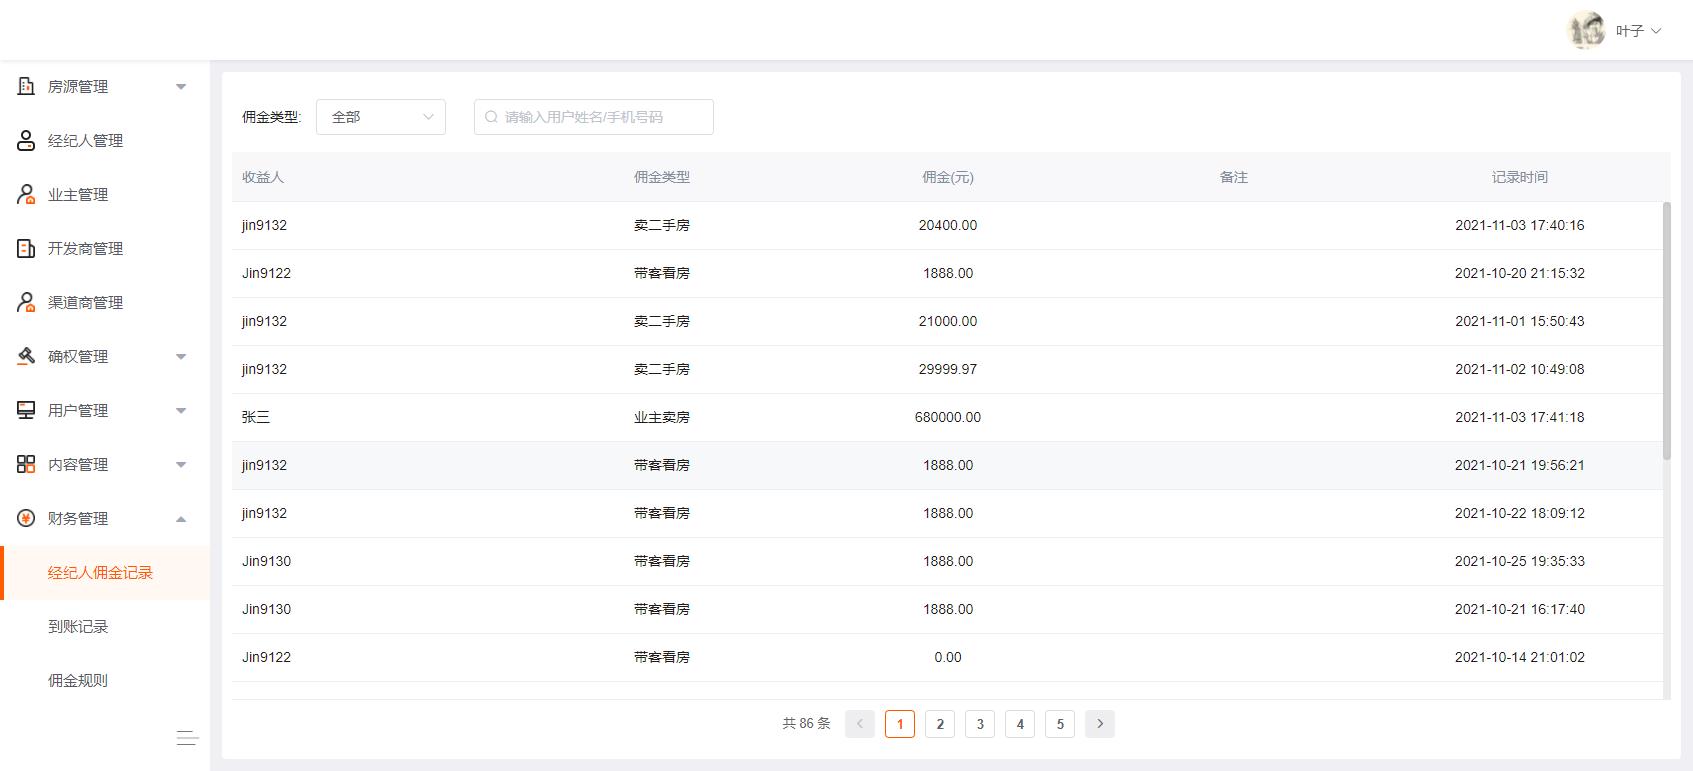 叶子
房源管理
经纪人管理
业主管理
开发商管理
渠道商管理
确权管理
用户管理
内容管理
财务管理
经纪人佣金记录
到账记录
佣金规则
佣金类型: 全部 请输入用户姓名/手机号码
收益人 佣金类型 佣金(元) 备注 记录时间
jin9132 卖二手房 20400.00 2021-11-03 17:40:16
Jin9122 带客看房 1888.00 2021-10-20 21:15:32
jin9132 卖二手房 21000.00 2021-11-01 15:50:43
jin9132 卖二手房 29999.97 2021-11-02 10:49:08
张三 业主卖房 680000.00 2021-11-03 17:41:18
jin9132 带客看房 1888.00 2021-10-21 19:56:21
jin9132 带客看房 1888.00 2021-10-22 18:09:12
Jin9130 带客看房 1888.00 2021-10-25 19:35:33
Jin9130 带客看房 1888.00 2021-10-21 16:17:40
Jin9122 带客看房 0.00 2021-10-14 21:01:02
共 86 条 1 2 3 4 5